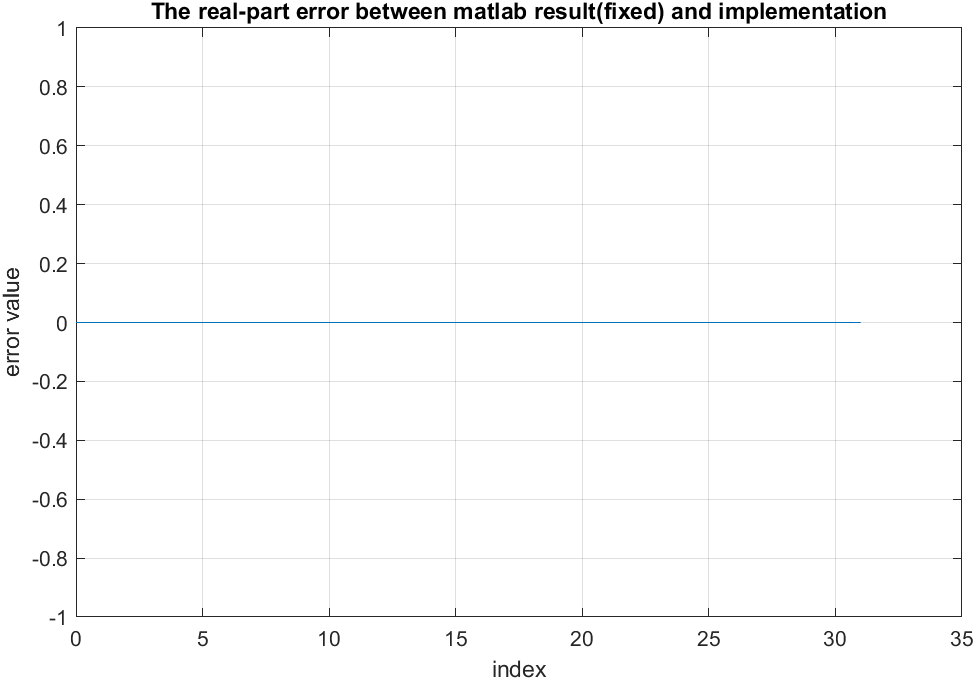 The real-part error between matlab result(fixed) and implementation
1
0.8
0.6
0.4
0.2
0
-0.2
-0.4
-0.6
-0.8
-1
error value
0 5 10 15 20 25 30 35
index